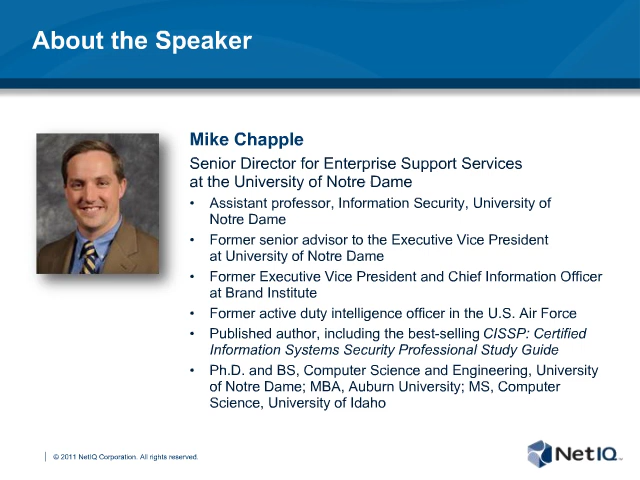 About the Speaker
Mike Chapple
Senior Director for Enterprise Support Services
at the University of Notre Dame
• Assistant professor, Information Security, University of
Notre Dame
• Former senior advisor to the Executive Vice President
at University of Notre Dame
• Former Executive Vice President and Chief Information Officer
at Brand Institute
• Former active duty intelligence officer in the U.S. Air Force
• Published author, including the best-selling CISSP: Certified
Information Systems Security Professional Study Guide
• Ph.D. and BS, Computer Science and Engineering, University
of Notre Dame; MBA, Auburn University; MS, Computer
Science, University of Idaho
© 2011 NetIQ Corporation. All rights reserved.
NetIQ™